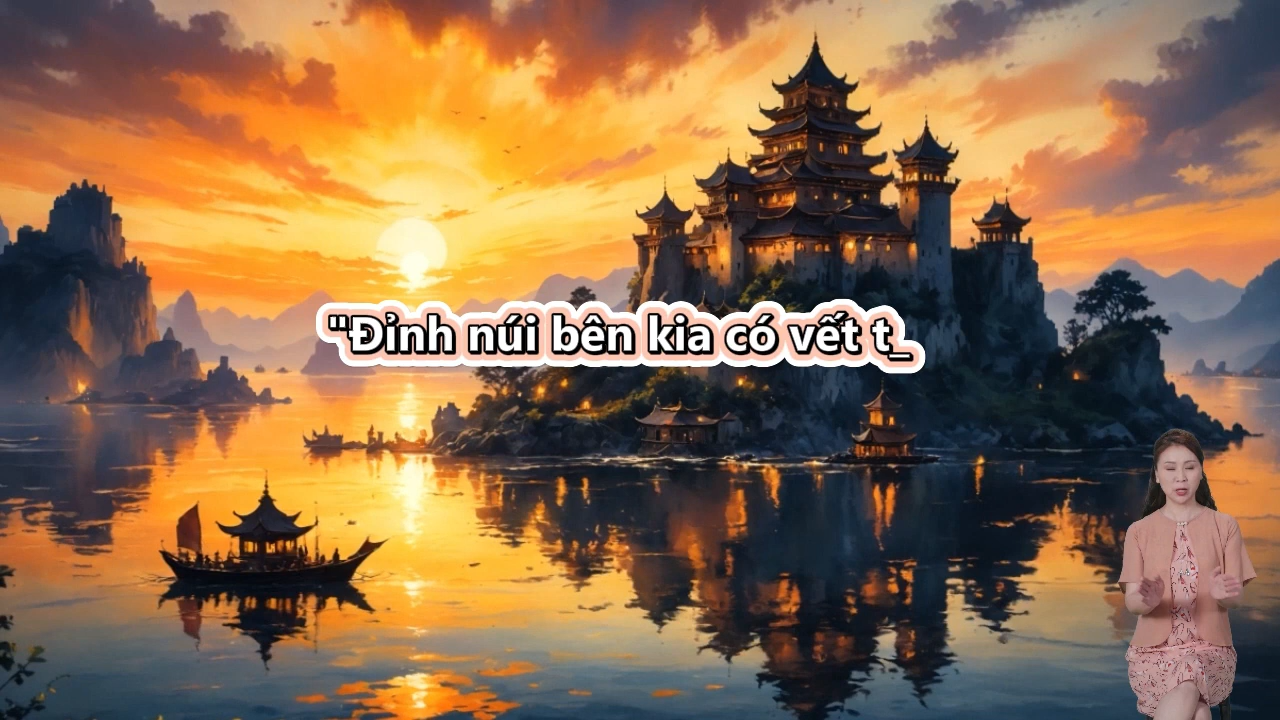 "Đỉnh núi bên kia có vết t_